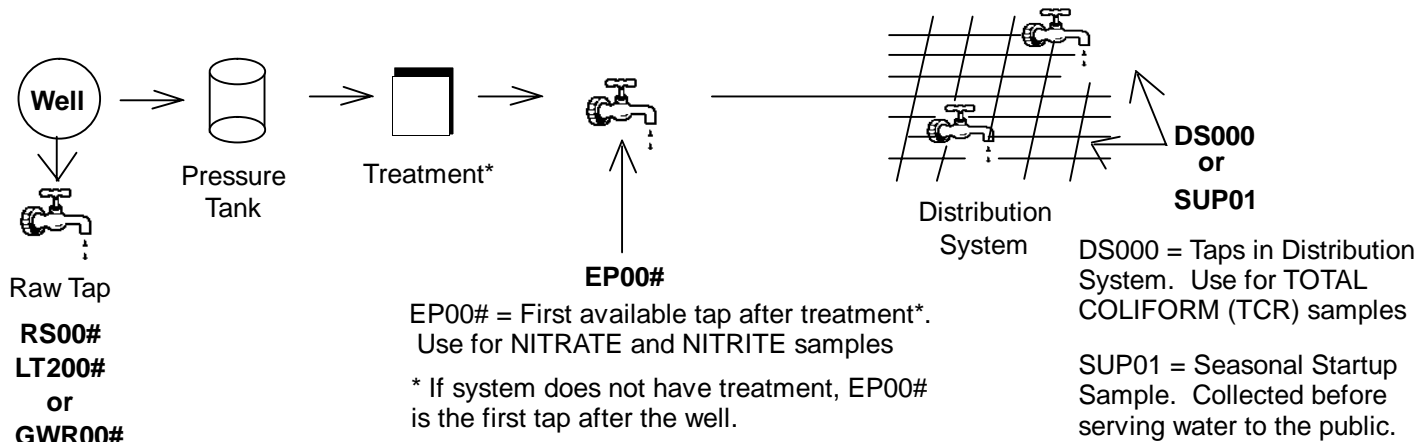 Well
Raw Tap
RS00#
LT200#
or
GWR00#
Pressure
Tank
Treatment*
EP00#
EP00# = First available tap after treatment*.
Use for NITRATE and NITRITE samples
* If system does not have treatment, EP00#
is the first tap after the well.
Distribution
System
DS000
or
SUP01
DS000 = Taps in Distribution
System. Use for TOTAL
COLIFORM (TCR) samples
SUP01 = Seasonal Startup
Sample. Collected before
serving water to the public.